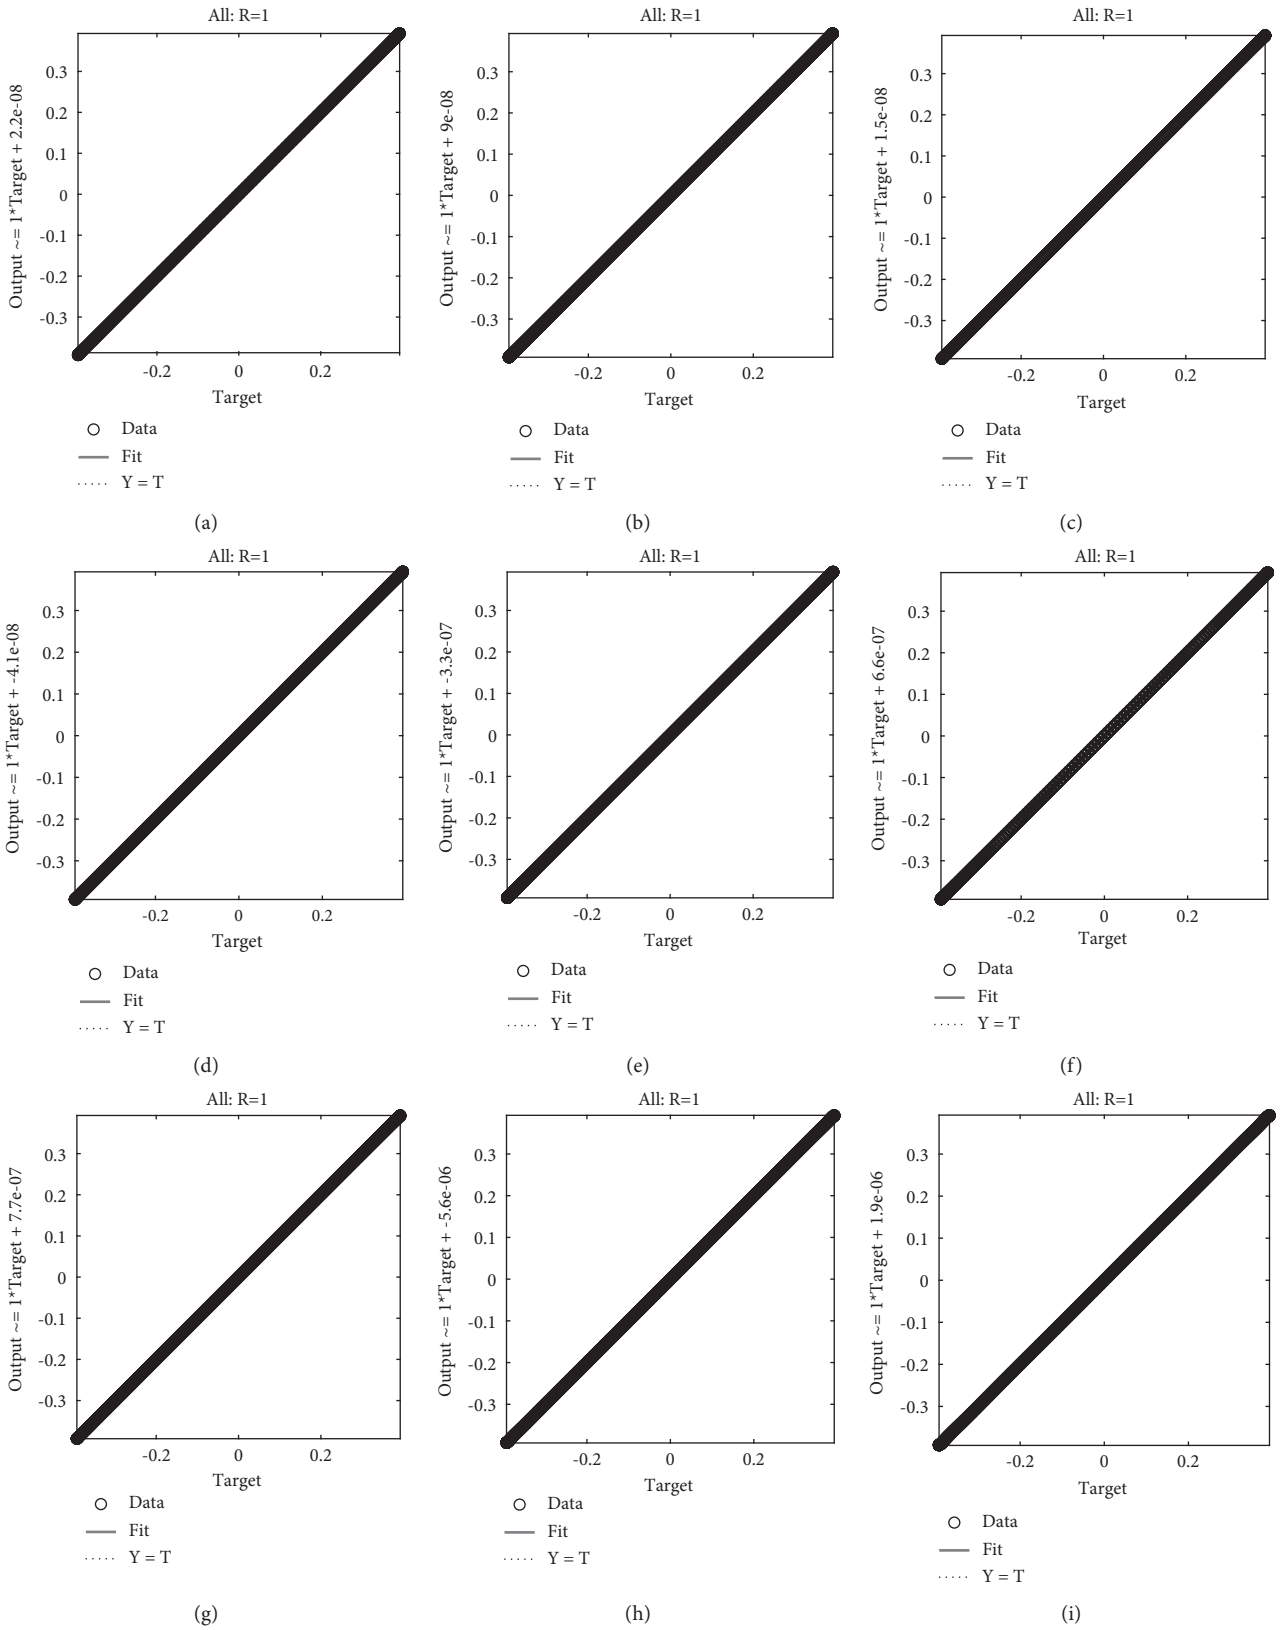 All: R=1
Output ~= 1*Target + 2.2e-08
0.3
0.2
0.1
0
-0.1
-0.2
-0.3
-0.2 0 0.2
Target
Data
Fit
Y = T
(a)
All: R=1
Output ~= 1*Target + 9e-08
0.3
0.2
0.1
0
-0.1
-0.2
-0.3
-0.2 0 0.2
Target
Data
Fit
Y = T
(b)
All: R=1
Output ~= 1*Target + 1.5e-08
0.3
0.2
0.1
0
-0.1
-0.2
-0.3
-0.2 0 0.2
Target
Data
Fit
Y = T
(c)
All: R=1
Output ~= 1*Target + -4.1e-08
0.3
0.2
0.1
0
-0.1
-0.2
-0.3
-0.2 0 0.2
Target
Data
Fit
Y = T
(d)
All: R=1
Output ~= 1*Target + -3.3e-07
0.3
0.2
0.1
0
-0.1
-0.2
-0.3
-0.2 0 0.2
Target
Data
Fit
Y = T
(e)
All: R=1
Output ~= 1*Target + 6.6e-07
0.3
0.2
0.1
0
-0.1
-0.2
-0.3
-0.2 0 0.2
Target
Data
Fit
Y = T
(f)
All: R=1
Output ~= 1*Target + 7.7e-07
0.3
0.2
0.1
0
-0.1
-0.2
-0.3
-0.2 0 0.2
Target
Data
Fit
Y = T
(g)
All: R=1
Output ~= 1*Target + -5.6e-06
0.3
0.2
0.1
0
-0.1
-0.2
-0.3
-0.2 0 0.2
Target
Data
Fit
Y = T
(h)
All: R=1
Output ~= 1*Target + 1.9e-06
0.3
0.2
0.1
0
-0.1
-0.2
-0.3
-0.2 0 0.2
Target
Data
Fit
Y = T
(i)